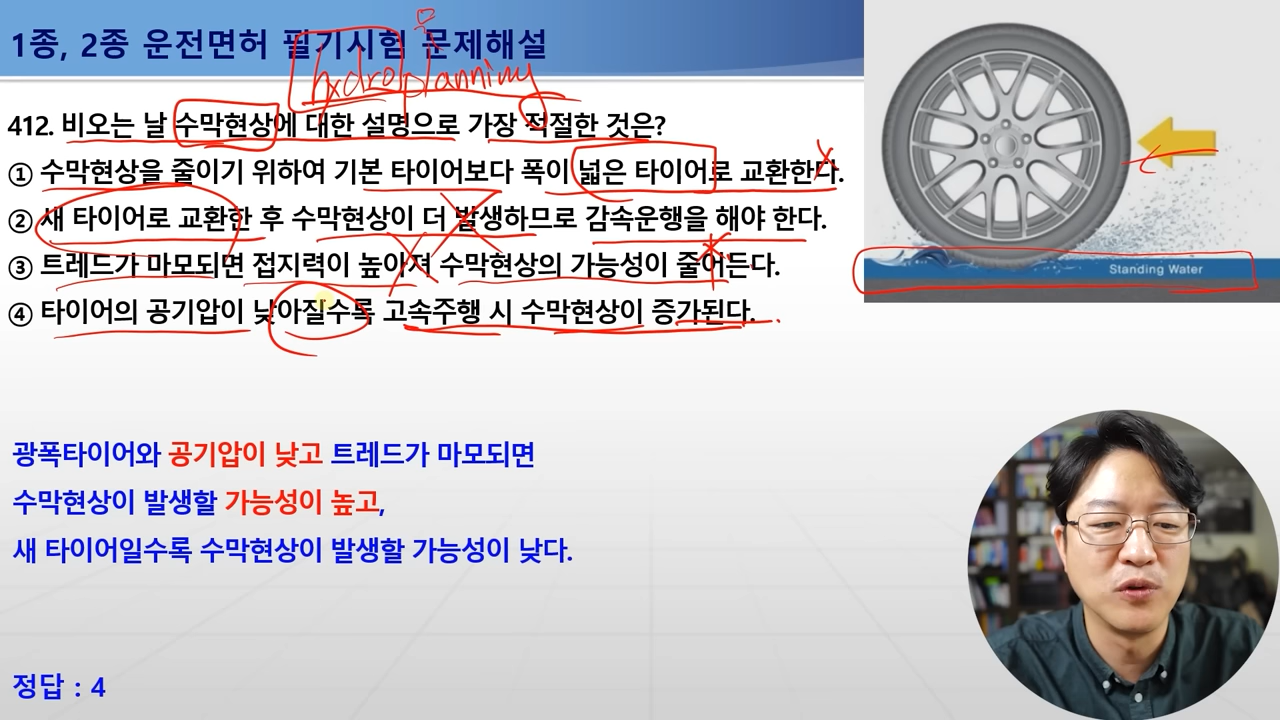 1종, 2종 운전면허 필기시험 문제해설
hydroplanning
412. 비오는 날 수막현상에 대한 설명으로 가장 적절한 것은?
① 수막현상을 줄이기 위하여 기본 타이어보다 폭이 넓은 타이어로 교환한다.
② 새 타이어로 교환한 후 수막현상이 더 발생하므로 감속운행을 해야 한다.
③ 트레드가 마모되면 접지력이 높아져 수막현상의 가능성이 줄어든다.
④ 타이어의 공기압이 낮아질수록 고속주행 시 수막현상이 증가된다.
Standing Water
광폭타이어와 공기압이 낮고 트레드가 마모되면
수막현상이 발생할 가능성이 높고,
새 타이어일수록 수막현상이 발생할 가능성이 낮다.
정답 : 4